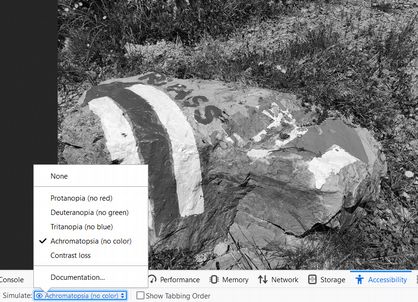 PASS
None
Protanopia (no red)
Deuteranopia (no green)
Tritanopia (no blue)
Achromatopsia (no color)
Contrast loss
Documentation...
Console
Performance
Memory
Network
Storage
Accessibility
Simulate: Achromatopsia (no color)
Show Tabbing Order